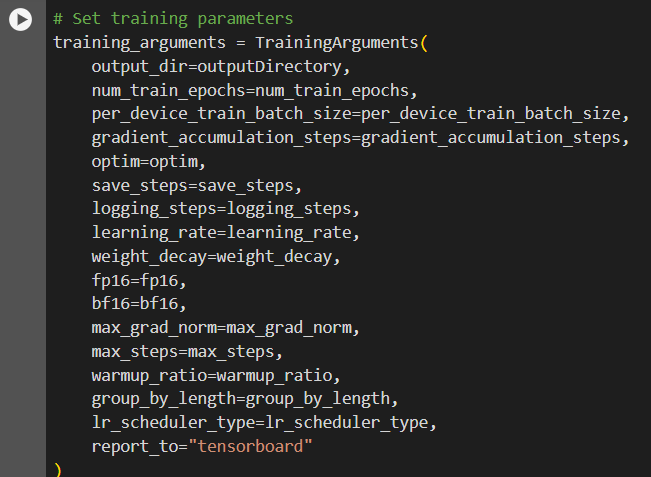 # Set training parameters
training_arguments = TrainingArguments(
    output_dir=outputDirectory,
    num_train_epochs=num_train_epochs,
    per_device_train_batch_size=per_device_train_batch_size,
    gradient_accumulation_steps=gradient_accumulation_steps,
    optim=optim,
    save_steps=save_steps,
    logging_steps=logging_steps,
    learning_rate=learning_rate,
    weight_decay=weight_decay,
    fp16=fp16,
    bf16=bf16,
    max_grad_norm=max_grad_norm,
    max_steps=max_steps,
    warmup_ratio=warmup_ratio,
    group_by_length=group_by_length,
    lr_scheduler_type=lr_scheduler_type,
    report_to="tensorboard"
)